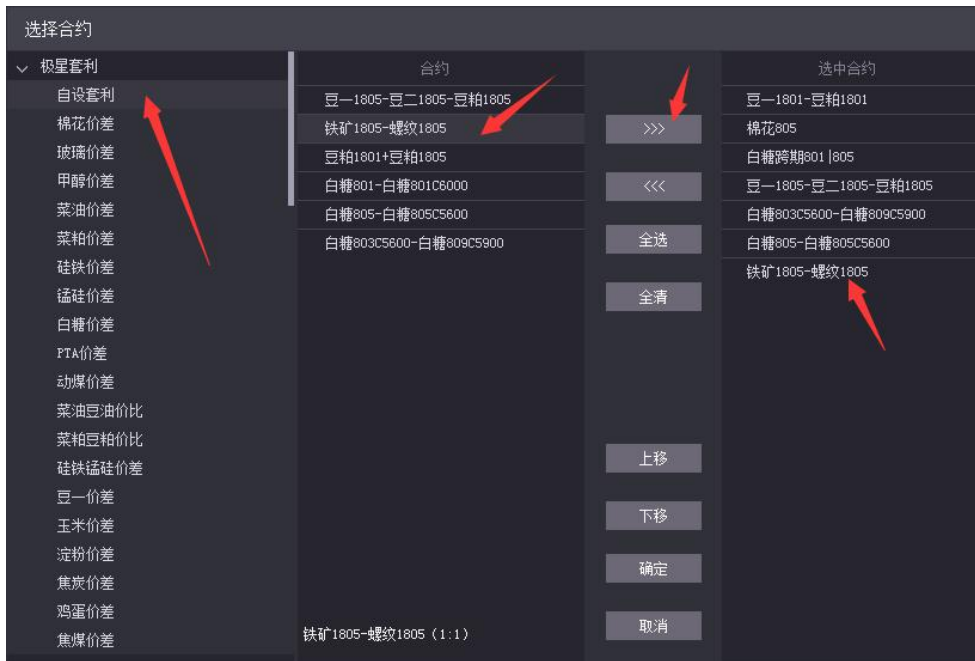 选择合约
极星套利
自设套利
棉花价差
玻璃价差
甲醇价差
菜油价差
菜粕价差
硅铁价差
锰硅价差
白糖价差
PTA价差
动煤价差
菜油豆油价比
菜粕豆粕价比
硅铁锰硅价差
豆一价差
玉米价差
淀粉价差
焦炭价差
鸡蛋价差
焦煤价差
合约
豆一1805-豆二1805-豆粕1805
铁矿1805-螺纹1805
豆粕1801+豆粕1805
白糖801-白糖801C6000
白糖805-白糖805C5600
白糖803C5600-白糖809C5900
铁矿1805-螺纹1805 (1:1)
>>>
<<<
全选
全清
上移
下移
确定
取消
选中合约
豆一1801-豆粕1801
棉花805
白糖跨期801|805
豆一1805-豆二1805-豆粕1805
白糖803C5600-白糖809C5900
白糖805-白糖805C5600
铁矿1805-螺纹1805